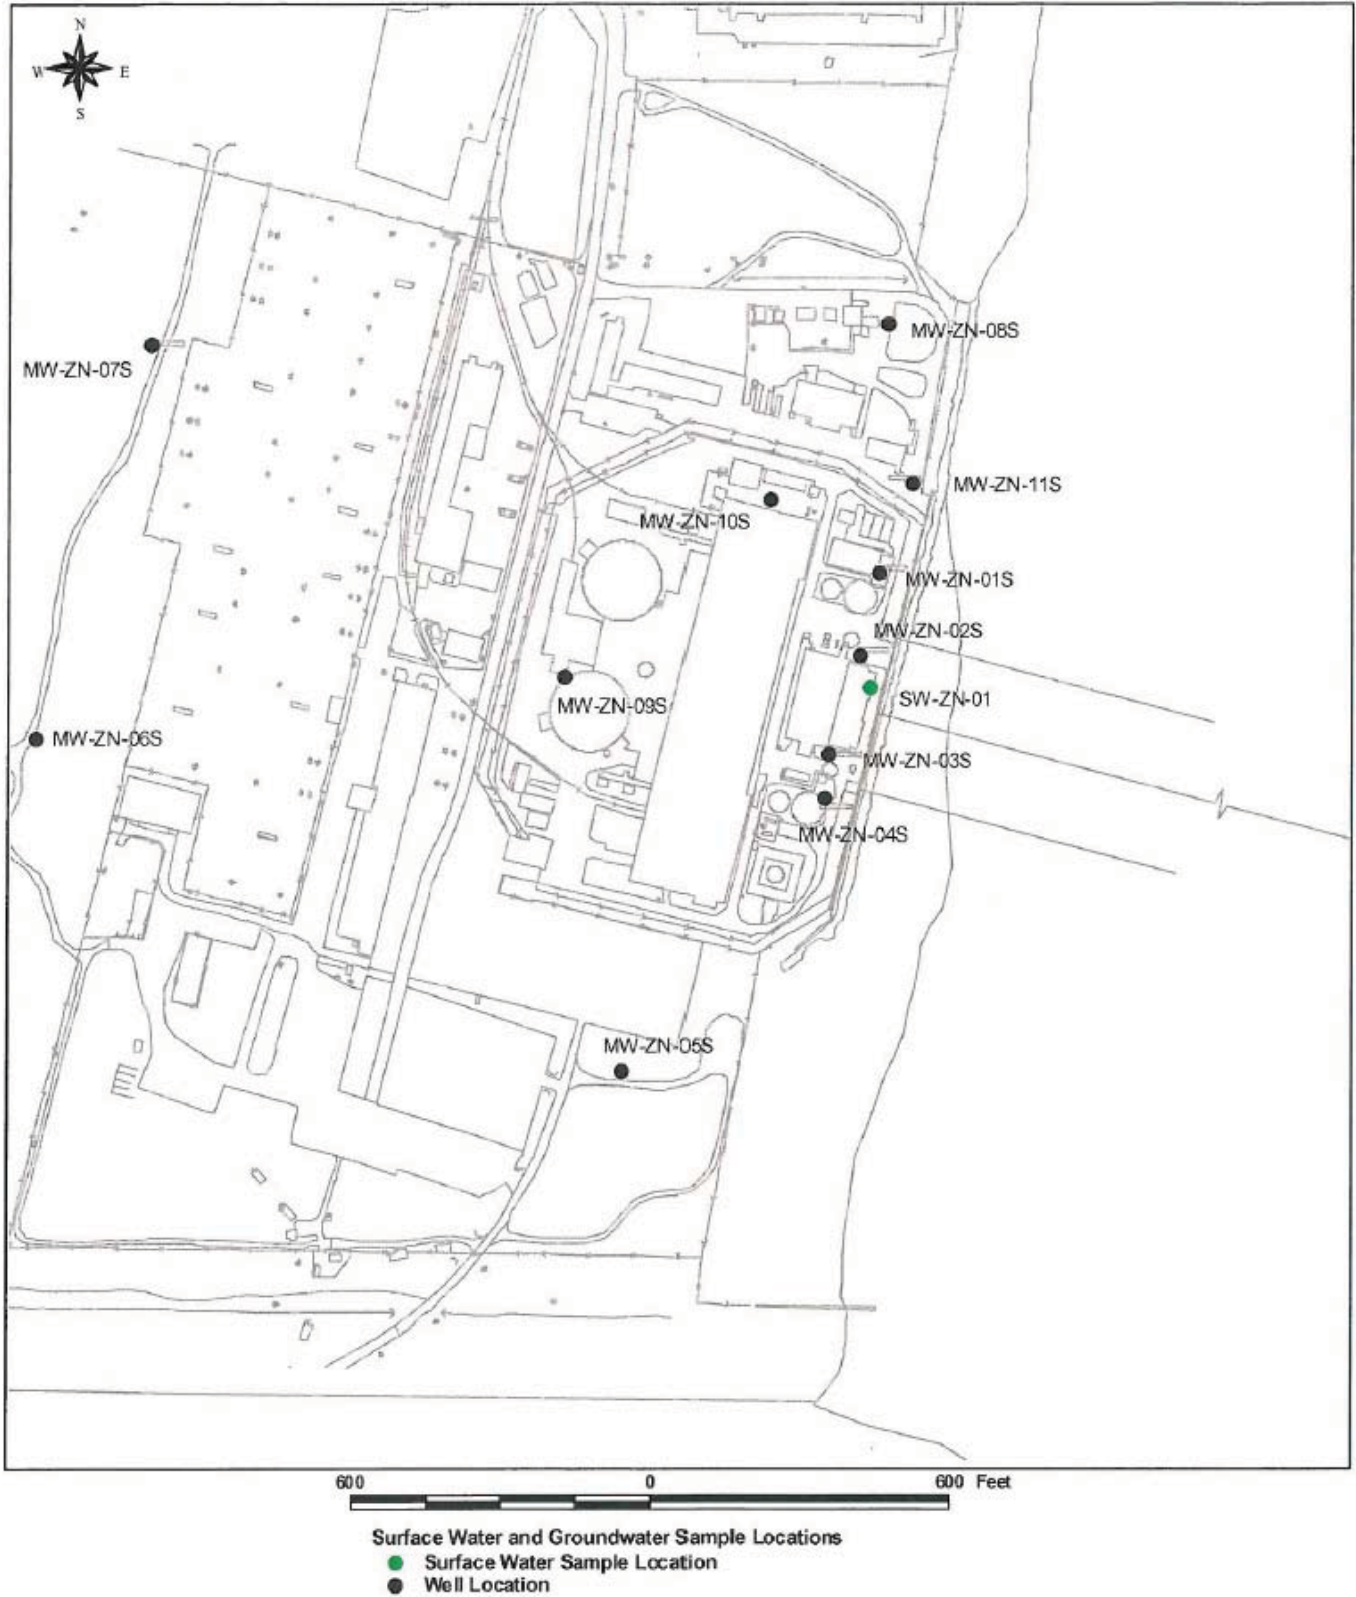 N
W E
S
MW-ZN-08S
MW-ZN-07S
MW-ZN-11S
MW-ZN-10S
MW-ZN-01S
MW-ZN-02S
SW-ZN-01
MW-ZN-09S
MW-ZN-06S
MW-ZN-03S
MW-ZN-04S
MW-ZN-05S
600 0 600 Feet
Surface Water and Groundwater Sample Locations
Surface Water Sample Location
Well Location